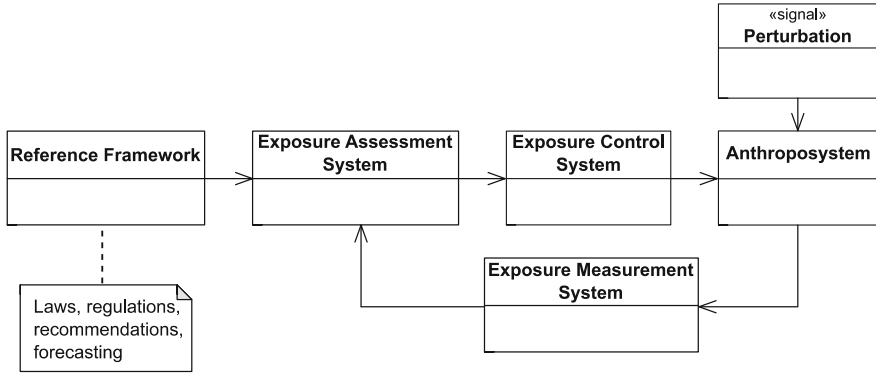 «signal»
Perturbation
Reference Framework
Exposure Assessment
System
Exposure Control
System
Anthroposystem
Exposure Measurement
System
Laws, regulations,
recommendations,
forecasting